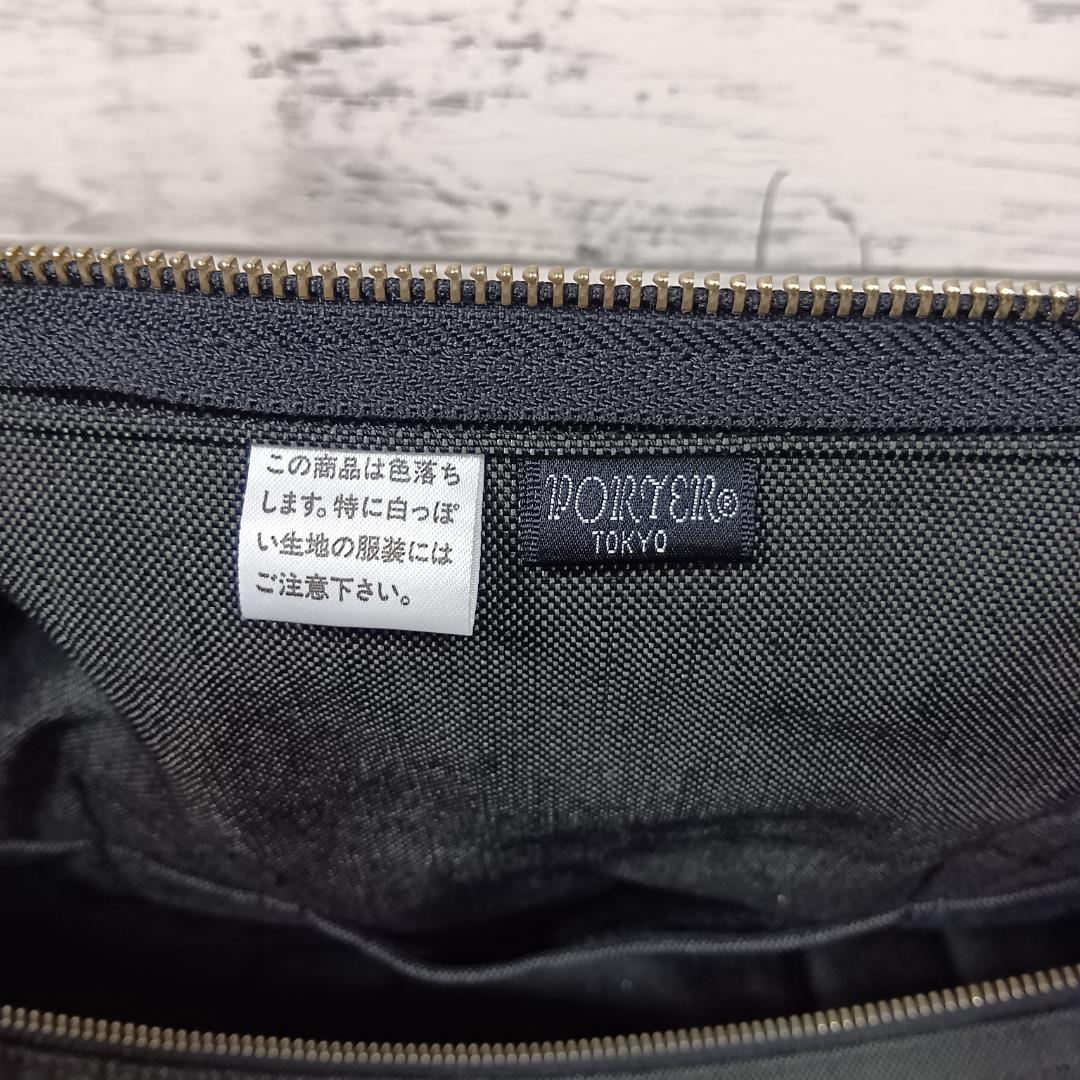 この商品は色落ち
します。特に白っぽ
い生地の服装には
ご注意下さい。
PORTER®
TOKYO